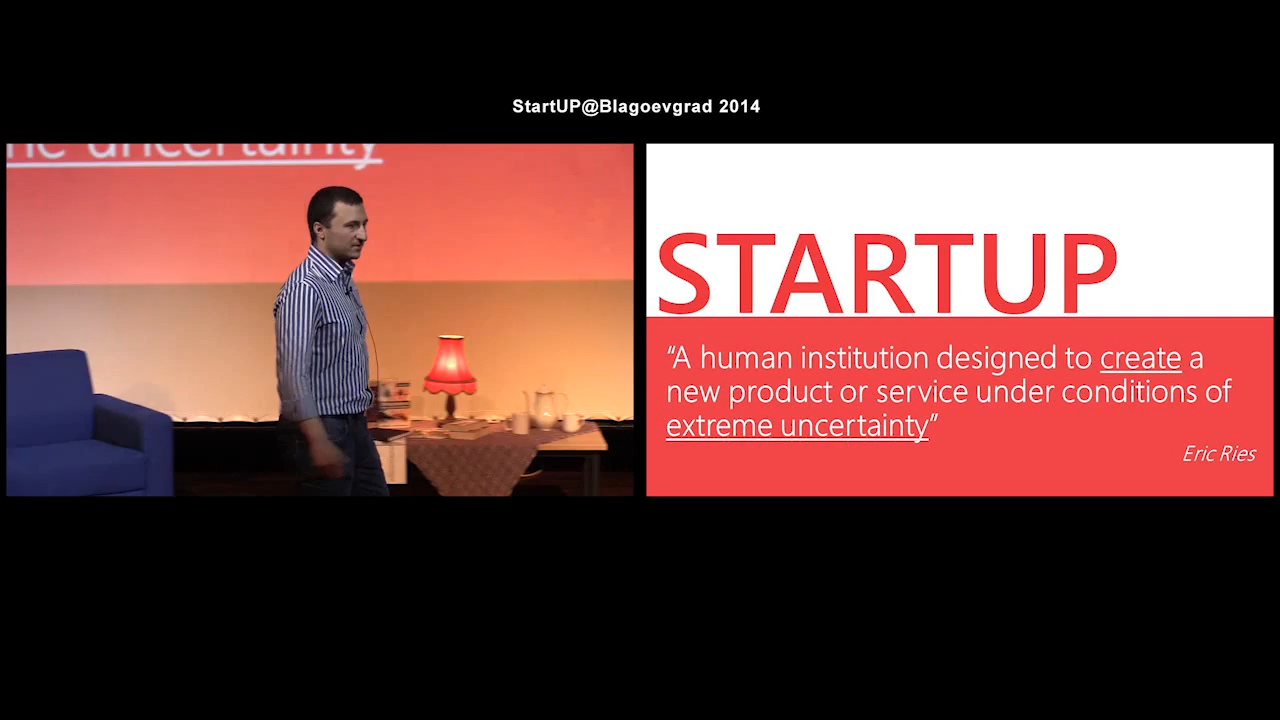 StartUP@Blagoevgrad 2014
uncertainty
STARTUP
“A human institution designed to create a
new product or service under conditions of
extreme uncertainty”
Eric Ries